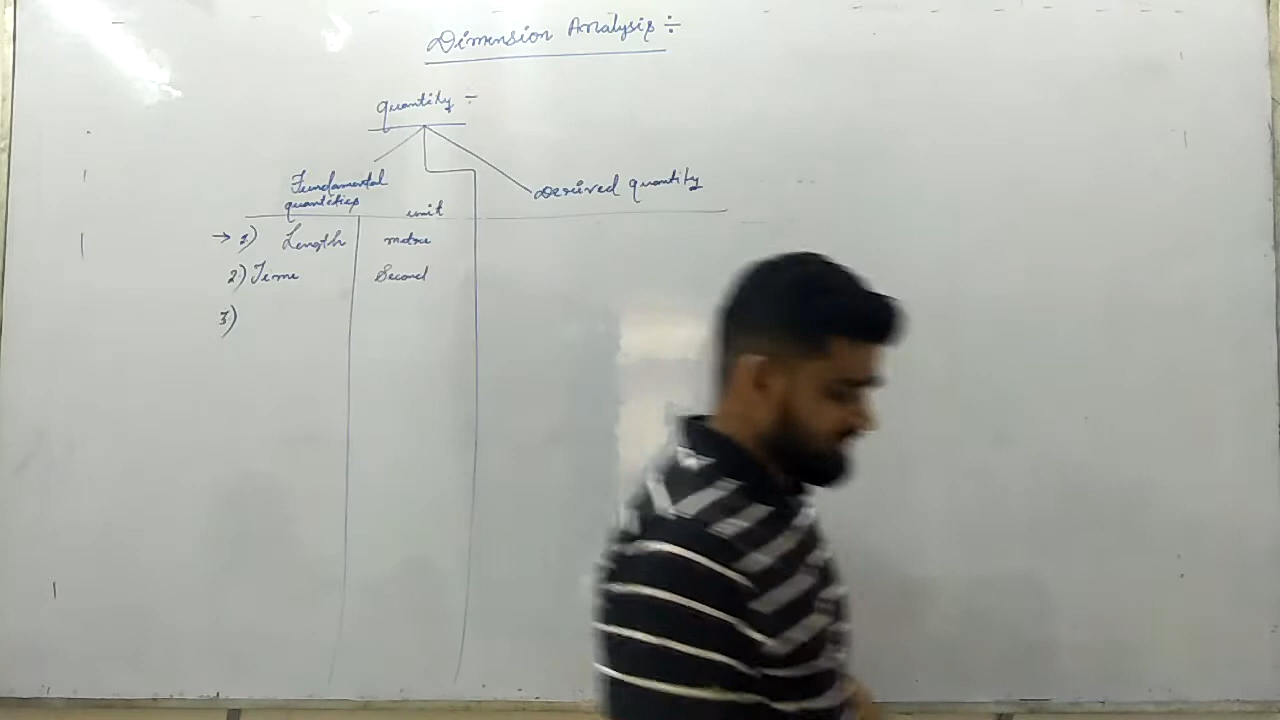 Dimension Analysis ÷
quantity ÷
Fundamental
quantities
unit
Derived quantity
→ 1) Length metre
2) Time Second
3)